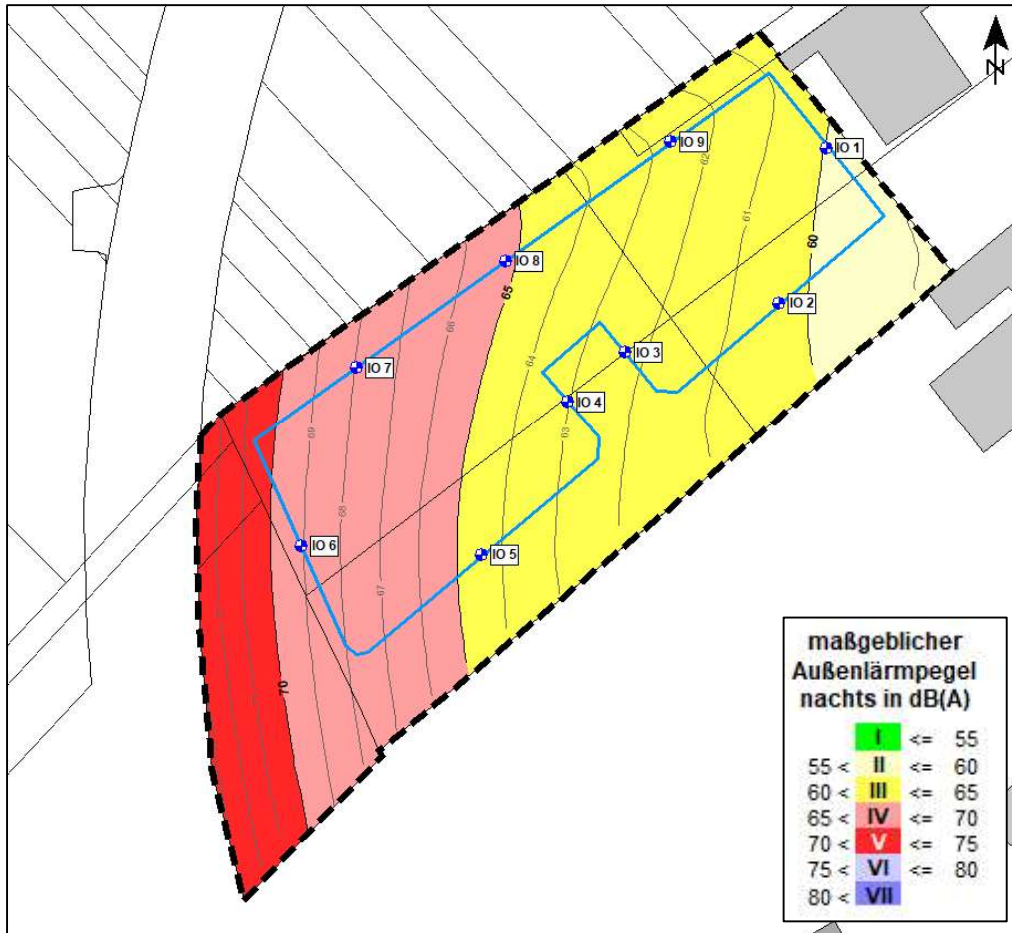 N
IO 1
IO 9
62
61
60
IO 8
65
66
IO 2
64
IO 3
IO 7
IO 4
63
69
68
IO 6
IO 5
67
70
maßgeblicher
Außenlärmpegel
nachts in dB(A)
I <= 55
55 < II <= 60
60 < III <= 65
65 < IV <= 70
70 < V <= 75
75 < VI <= 80
80 < VII